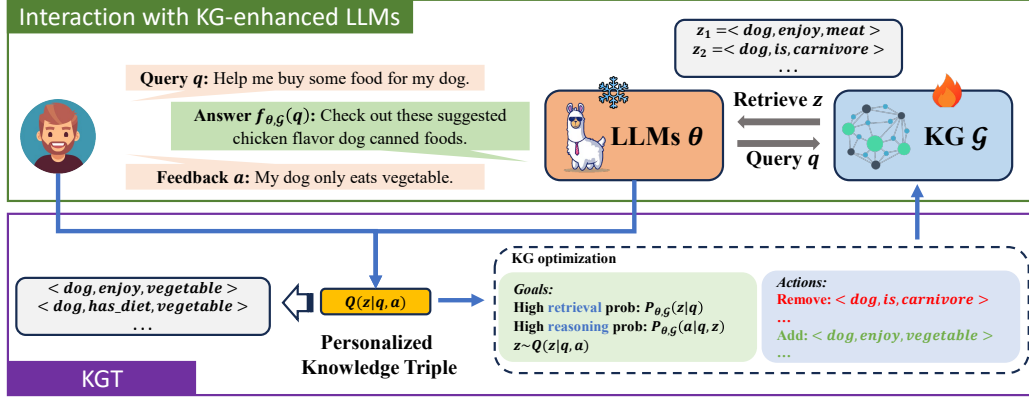 Interaction with KG-enhanced LLMs
z₁ =< dog, enjoy, meat >
z₂ =< dog, is, carnivore >
...
Query q: Help me buy some food for my dog.
Answer f_{θ,𝒢}(q): Check out these suggested
chicken flavor dog canned foods.
Feedback a: My dog only eats vegetable.
LLMs θ
Retrieve z
Query q
KG 𝒢
< dog, enjoy, vegetable >
< dog, has_diet, vegetable >
...
Q(z|q, a)
Personalized
Knowledge Triple
KG optimization
Goals:
High retrieval prob: P_{θ,𝒢}(z|q)
High reasoning prob: P_{θ,𝒢}(a|q, z)
z~Q(z|q, a)
Actions:
Remove: < dog, is, carnivore >
...
Add: < dog, enjoy, vegetable >
...
KGT